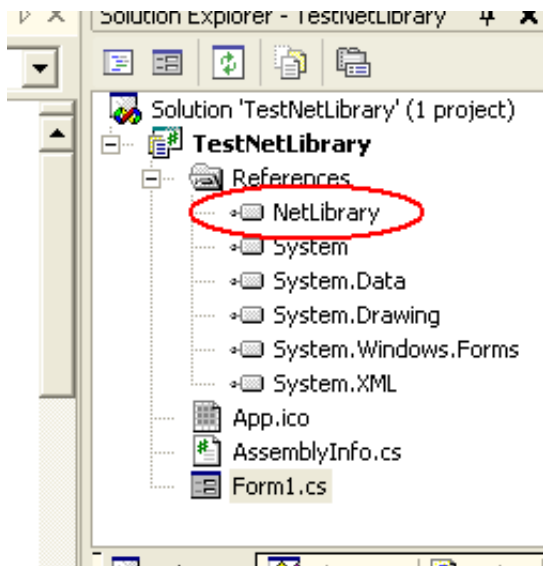 Solution Explorer - TestNetLibrary
Solution 'TestNetLibrary' (1 project)
TestNetLibrary
References
NetLibrary
System
System.Data
System.Drawing
System.Windows.Forms
System.XML
App.ico
AssemblyInfo.cs
Form1.cs